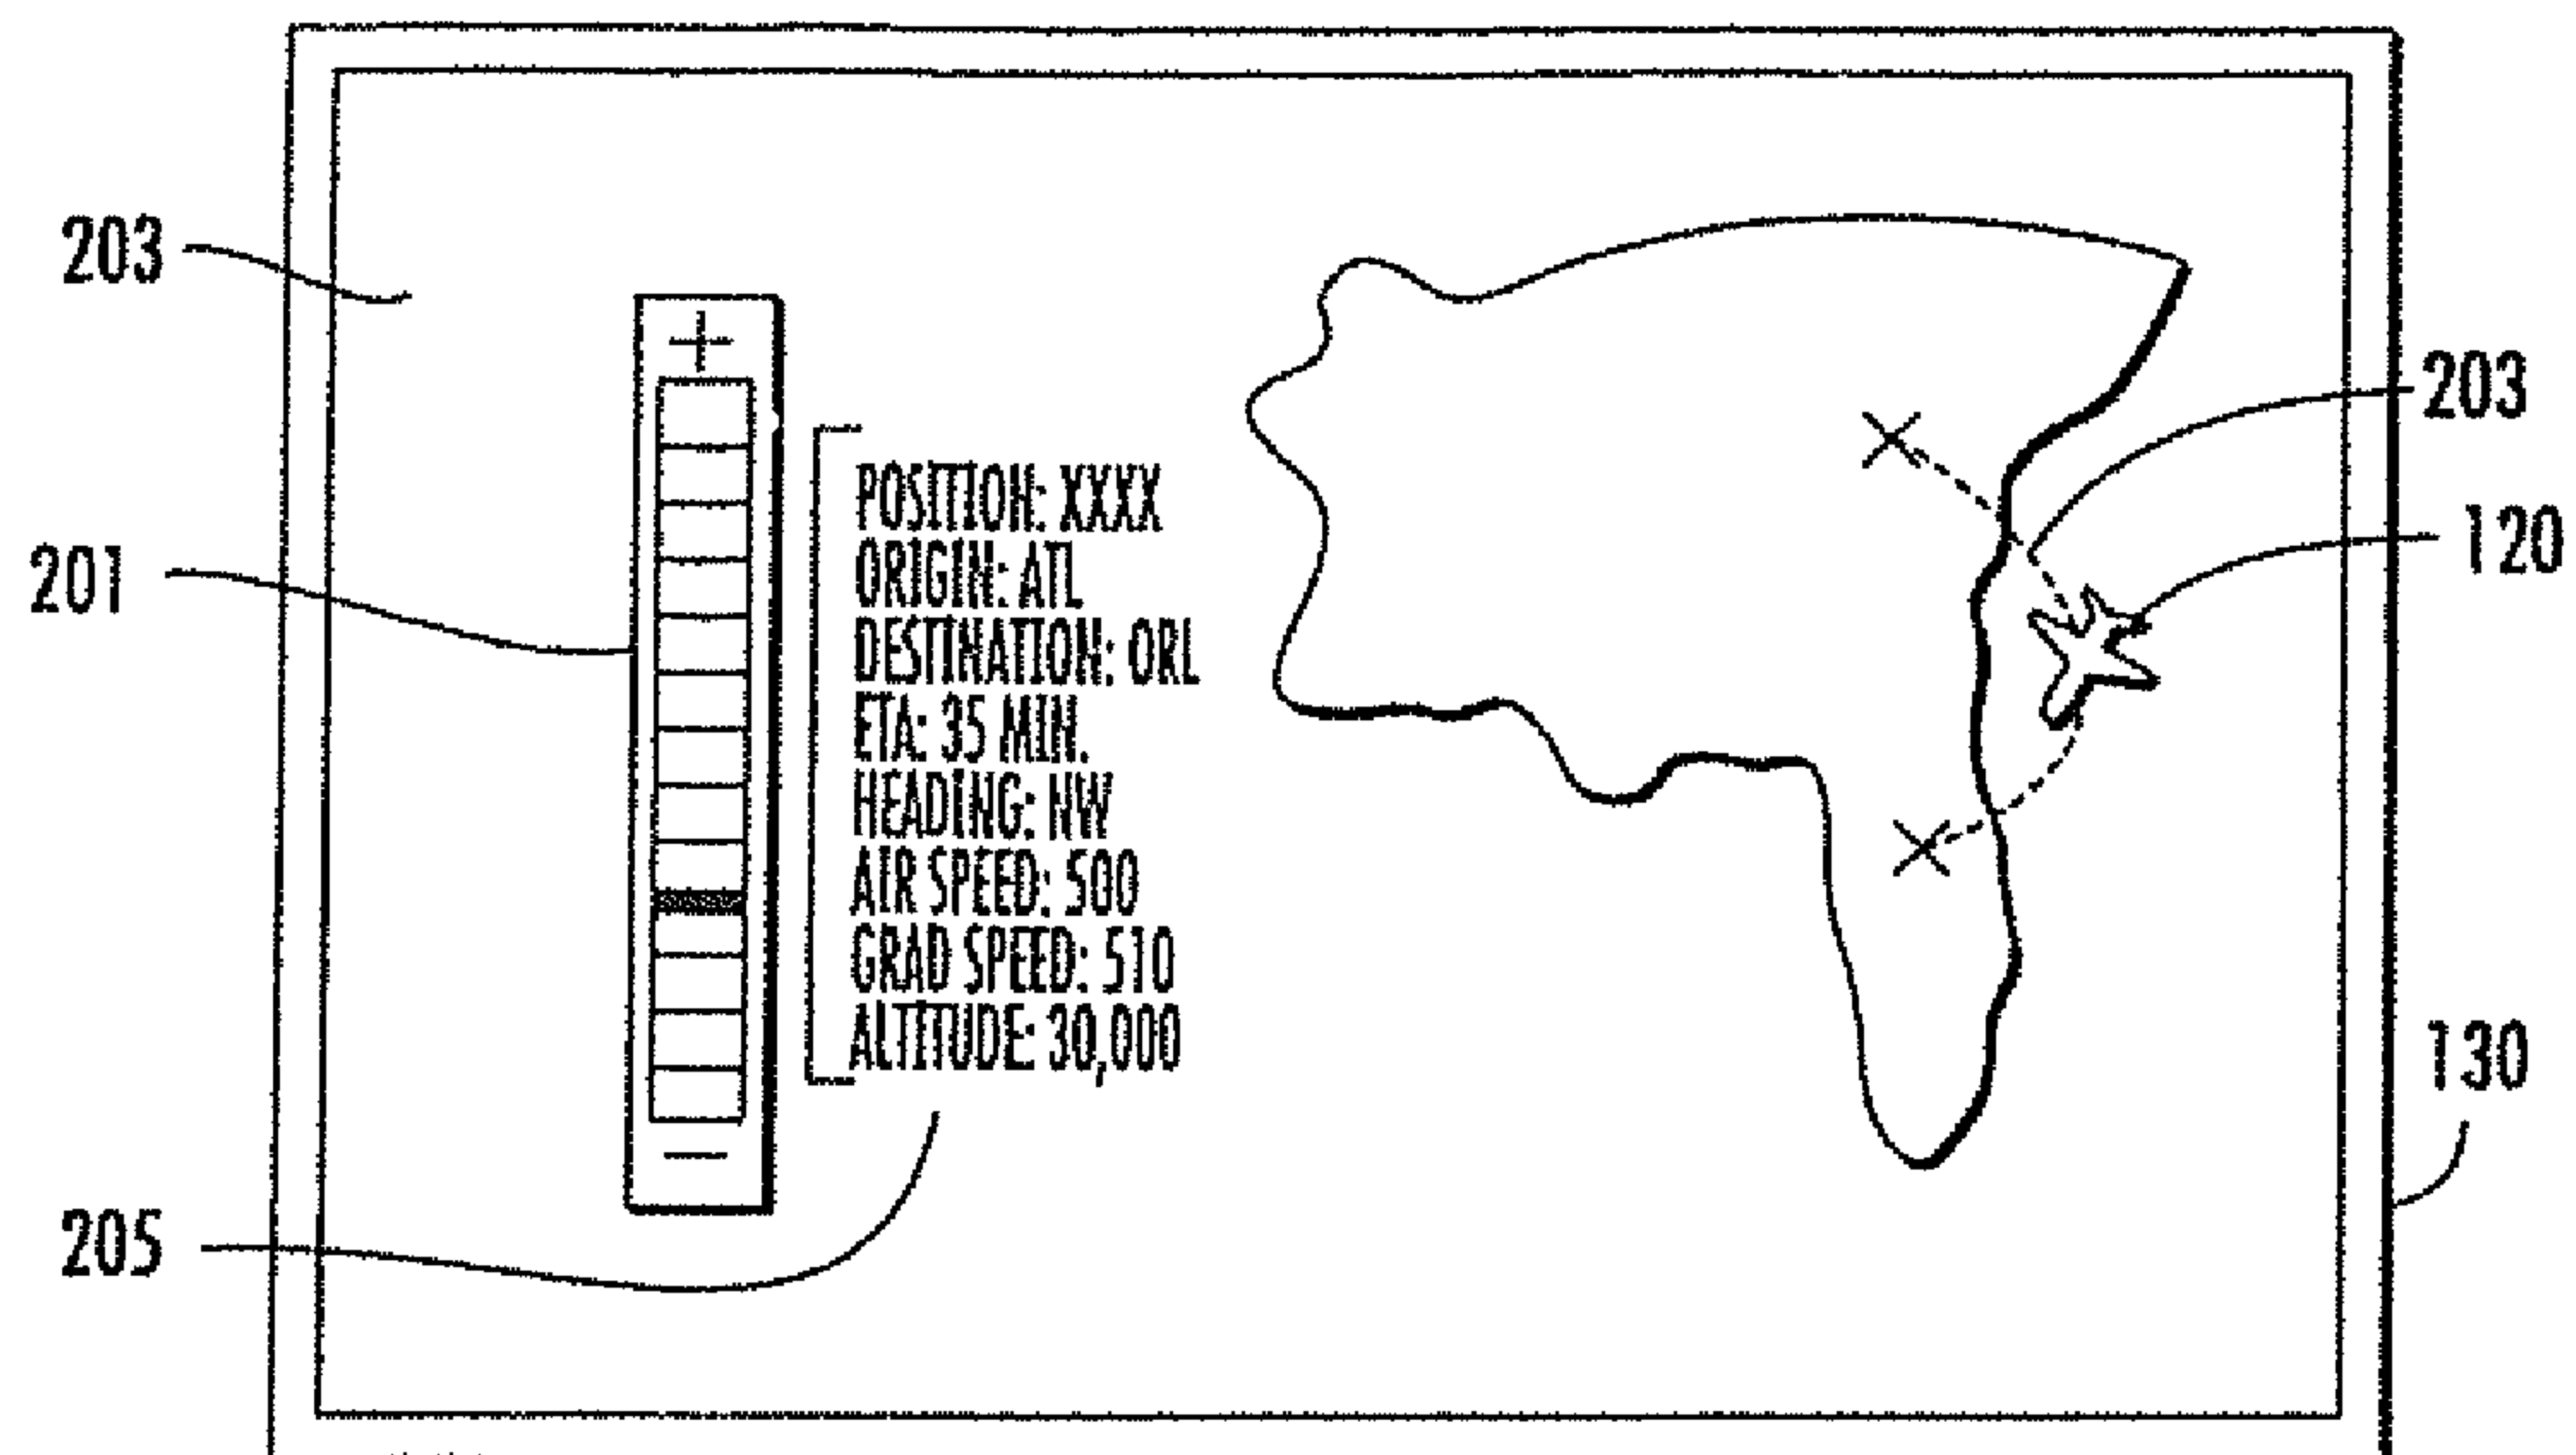 203
+
203
POSITION: XXXX
201
ORIGIN: ATL
120
DESTINATION: ORL
ETA: 35 MIN.
HEADING: NW
AIR SPEED: 500
GRAD SPEED: 510
ALTITUDE: 30,000
130
—
205